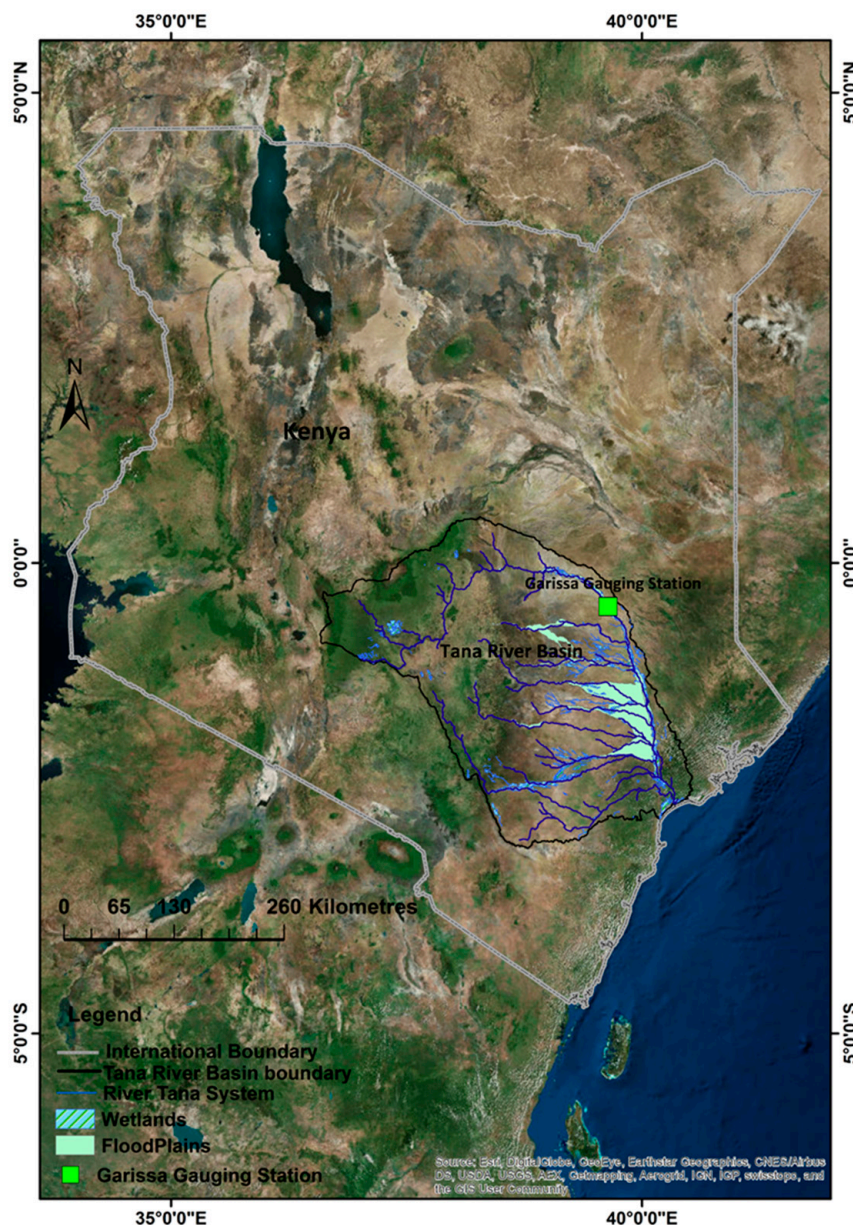 35°0'0"E 40°0'0"E
5°0'0"N 5°0'0"N
N
Kenya
0°0'0" 0°0'0"
Garissa Gauging Station
Tana River Basin
0 65 130 260 Kilometres
5°0'0"S 5°0'0"S
Legend
International Boundary
Tana River Basin boundary
River Tana System
Wetlands
FloodPlains
Garissa Gauging Station
Source: Esri, DigitalGlobe, GeoEye, Earthstar Geographics, CNES/Airbus
DS, USDA, USGS, AEX, Getmapping, Aerogrid, IGN, IGP, swisstopo, and
the GIS User Community
35°0'0"E 40°0'0"E